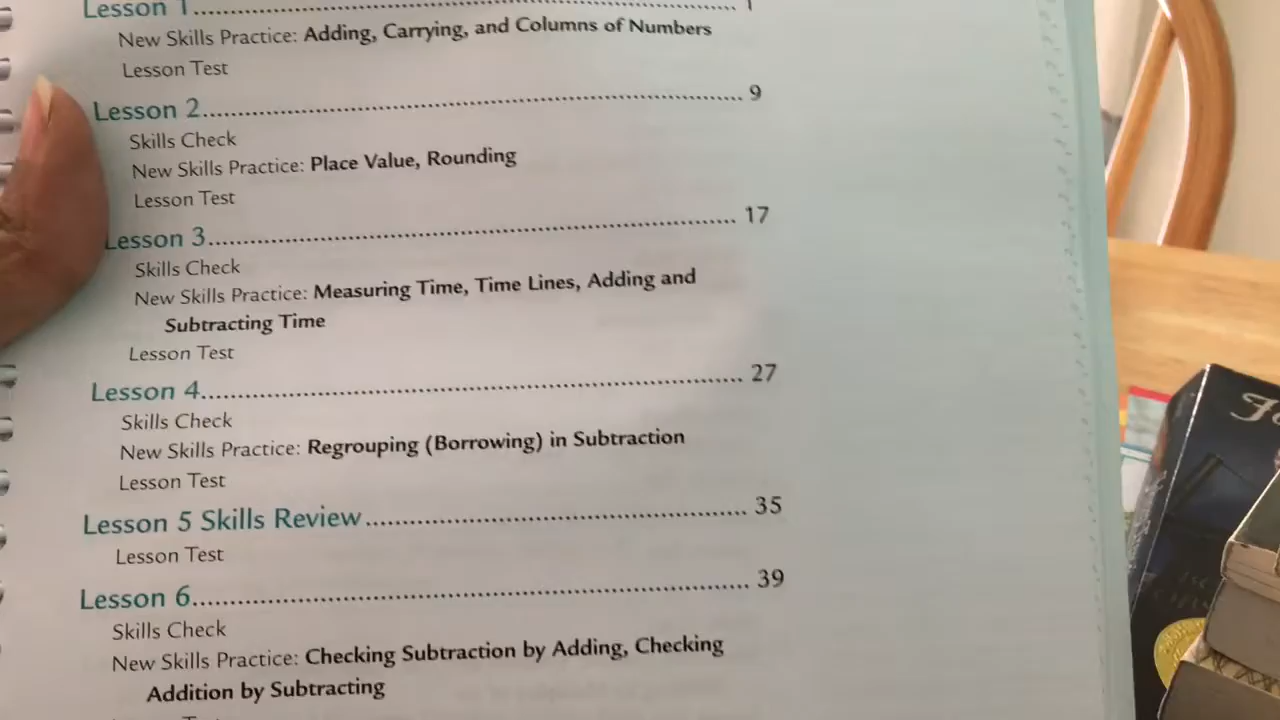 Lesson 1........................................................................ 1
New Skills Practice: Adding, Carrying, and Columns of Numbers
Lesson Test
Lesson 2........................................................................ 9
Skills Check
New Skills Practice: Place Value, Rounding
Lesson Test
Lesson 3........................................................................ 17
Skills Check
New Skills Practice: Measuring Time, Time Lines, Adding and
Subtracting Time
Lesson Test
Lesson 4........................................................................ 27
Skills Check
New Skills Practice: Regrouping (Borrowing) in Subtraction
Lesson Test
Lesson 5 Skills Review.................................................. 35
Lesson Test
Lesson 6........................................................................ 39
Skills Check
New Skills Practice: Checking Subtraction by Adding, Checking
Addition by Subtracting